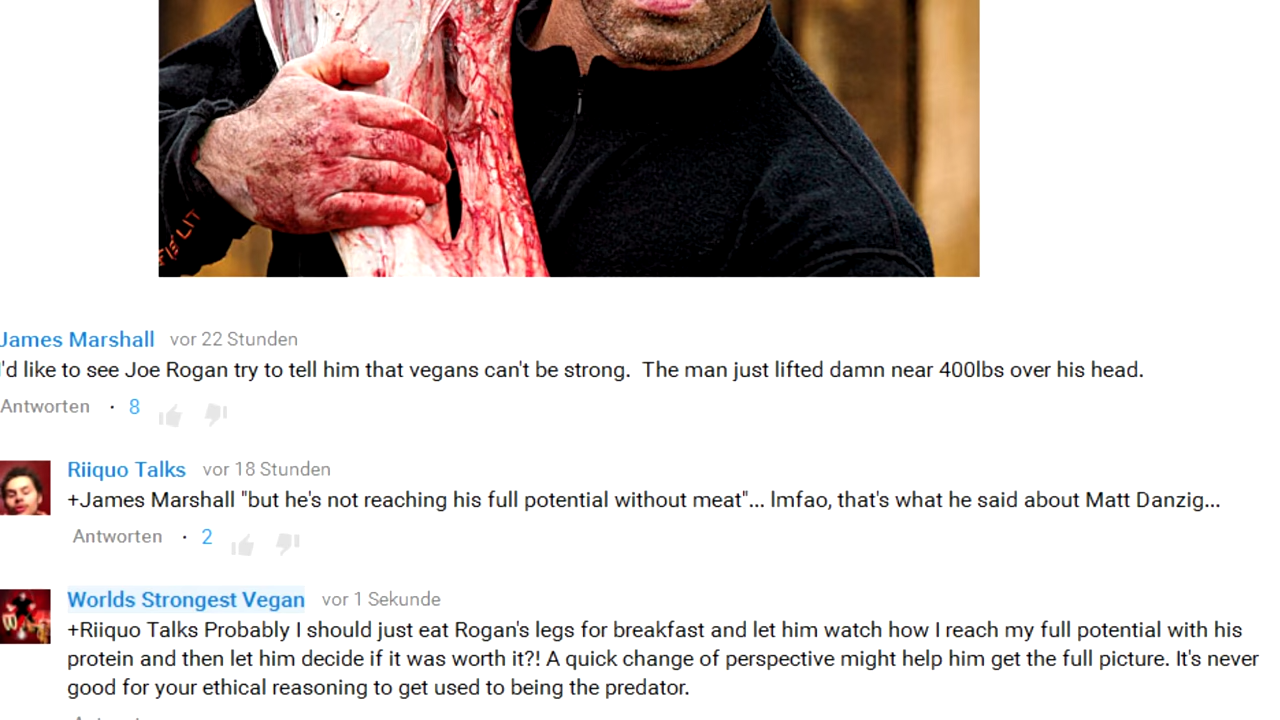 James Marshall vor 22 Stunden
I'd like to see Joe Rogan try to tell him that vegans can't be strong. The man just lifted damn near 400lbs over his head.
Antworten · 8
Riiquo Talks vor 18 Stunden
+James Marshall "but he's not reaching his full potential without meat"... lmfao, that's what he said about Matt Danzig...
Antworten · 2
Worlds Strongest Vegan vor 1 Sekunde
+Riiquo Talks Probably I should just eat Rogan's legs for breakfast and let him watch how I reach my full potential with his
protein and then let him decide if it was worth it?! A quick change of perspective might help him get the full picture. It's never
good for your ethical reasoning to get used to being the predator.